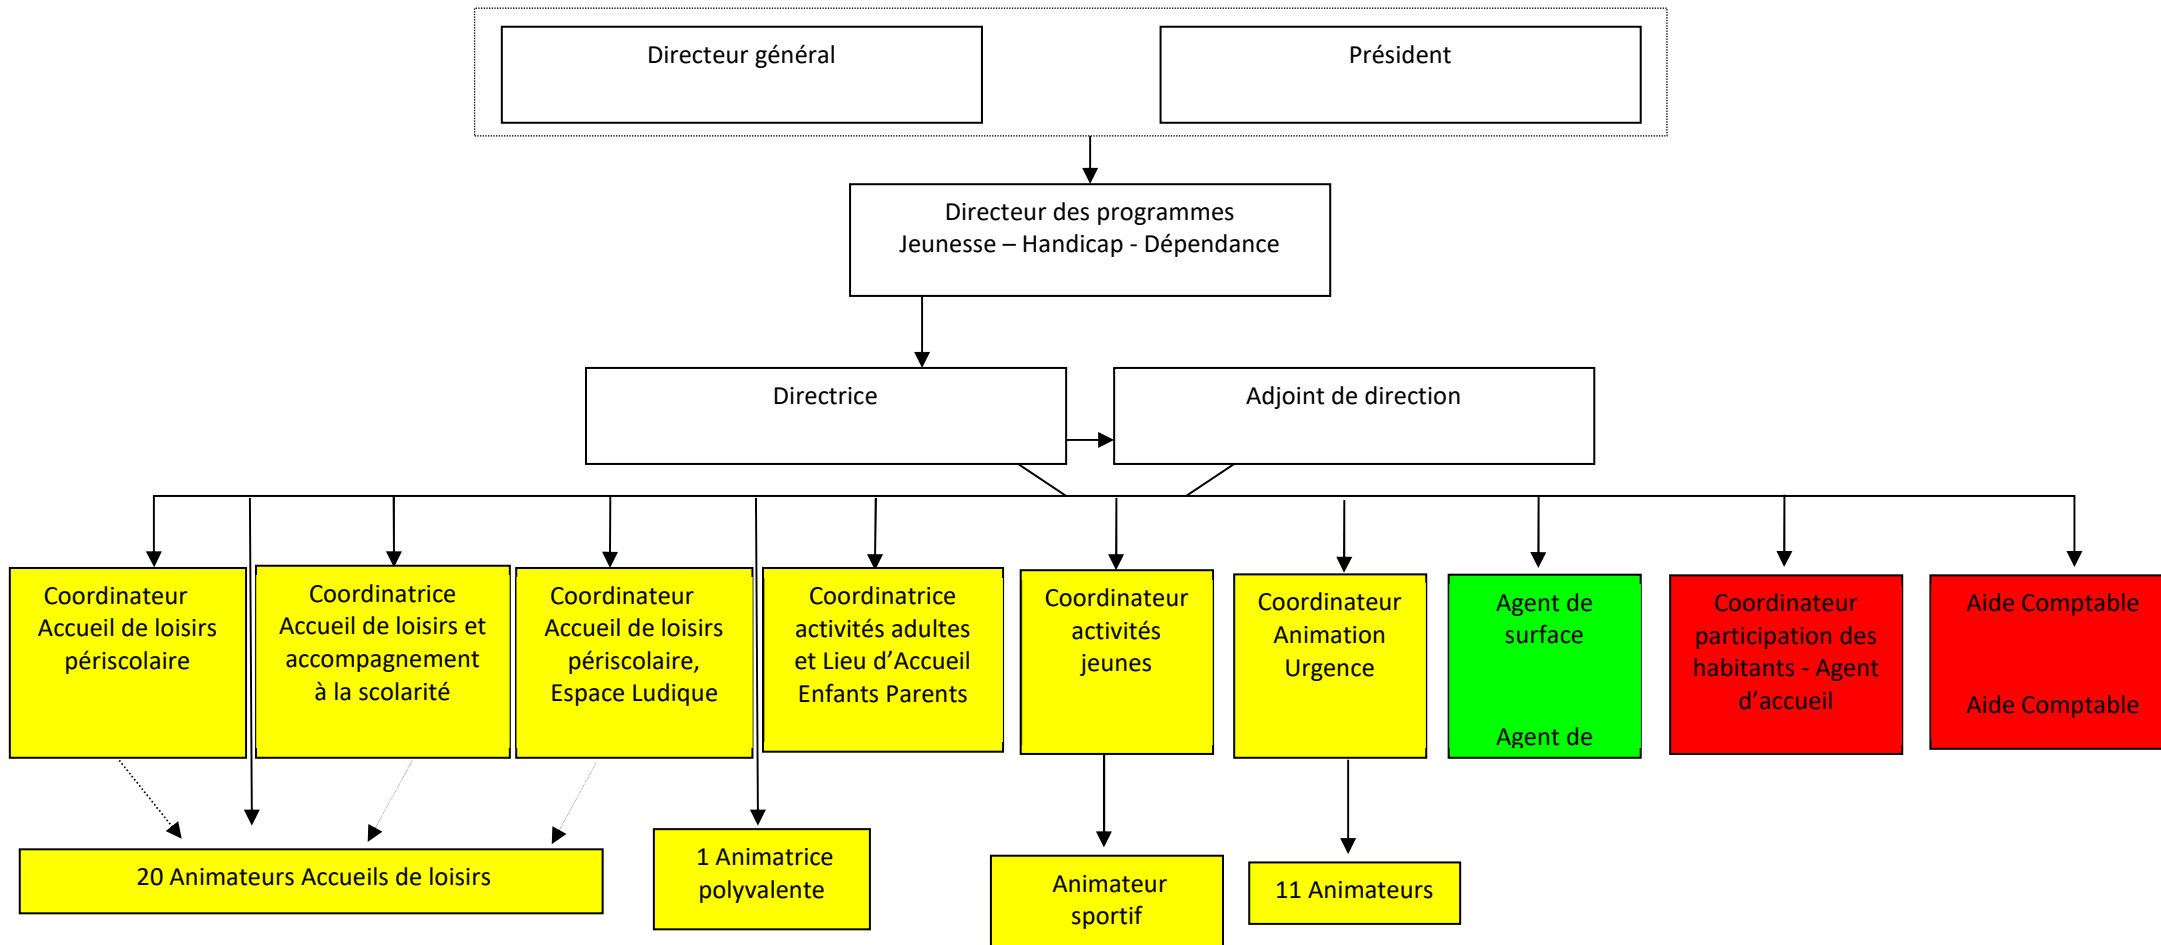 Directeur général
Président
Directeur des programmes
Jeunesse – Handicap - Dépendance
Directrice
Adjoint de direction
Coordinateur
Accueil de loisirs
périscolaire
Coordinatrice
Accueil de loisirs et
accompagnement
à la scolarité
Coordinateur
Accueil de loisirs
périscolaire,
Espace Ludique
Coordinatrice
activités adultes
et Lieu d’Accueil
Enfants Parents
Coordinateur
activités
jeunes
Coordinateur
Animation
Urgence
Agent de
surface
Agent de
Coordinateur
participation des
habitants - Agent
d’accueil
Aide Comptable
Aide Comptable
20 Animateurs Accueils de loisirs
1 Animatrice
polyvalente
Animateur
sportif
11 Animateurs